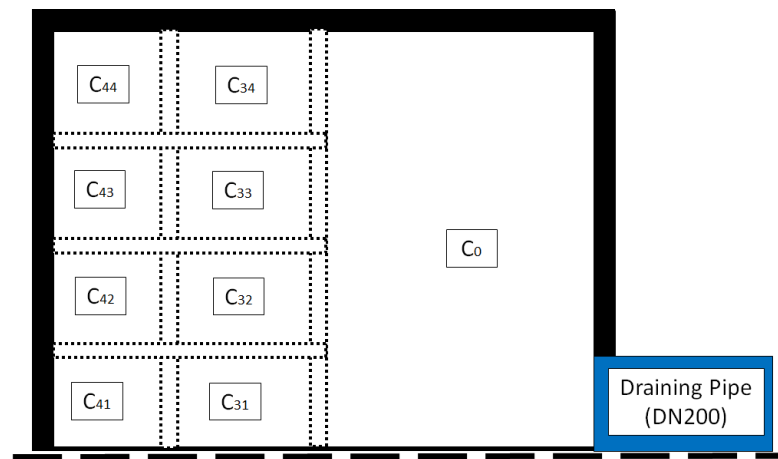 C44
C34
C43
C33
C0
C42
C32
C41
C31
Draining Pipe
(DN200)